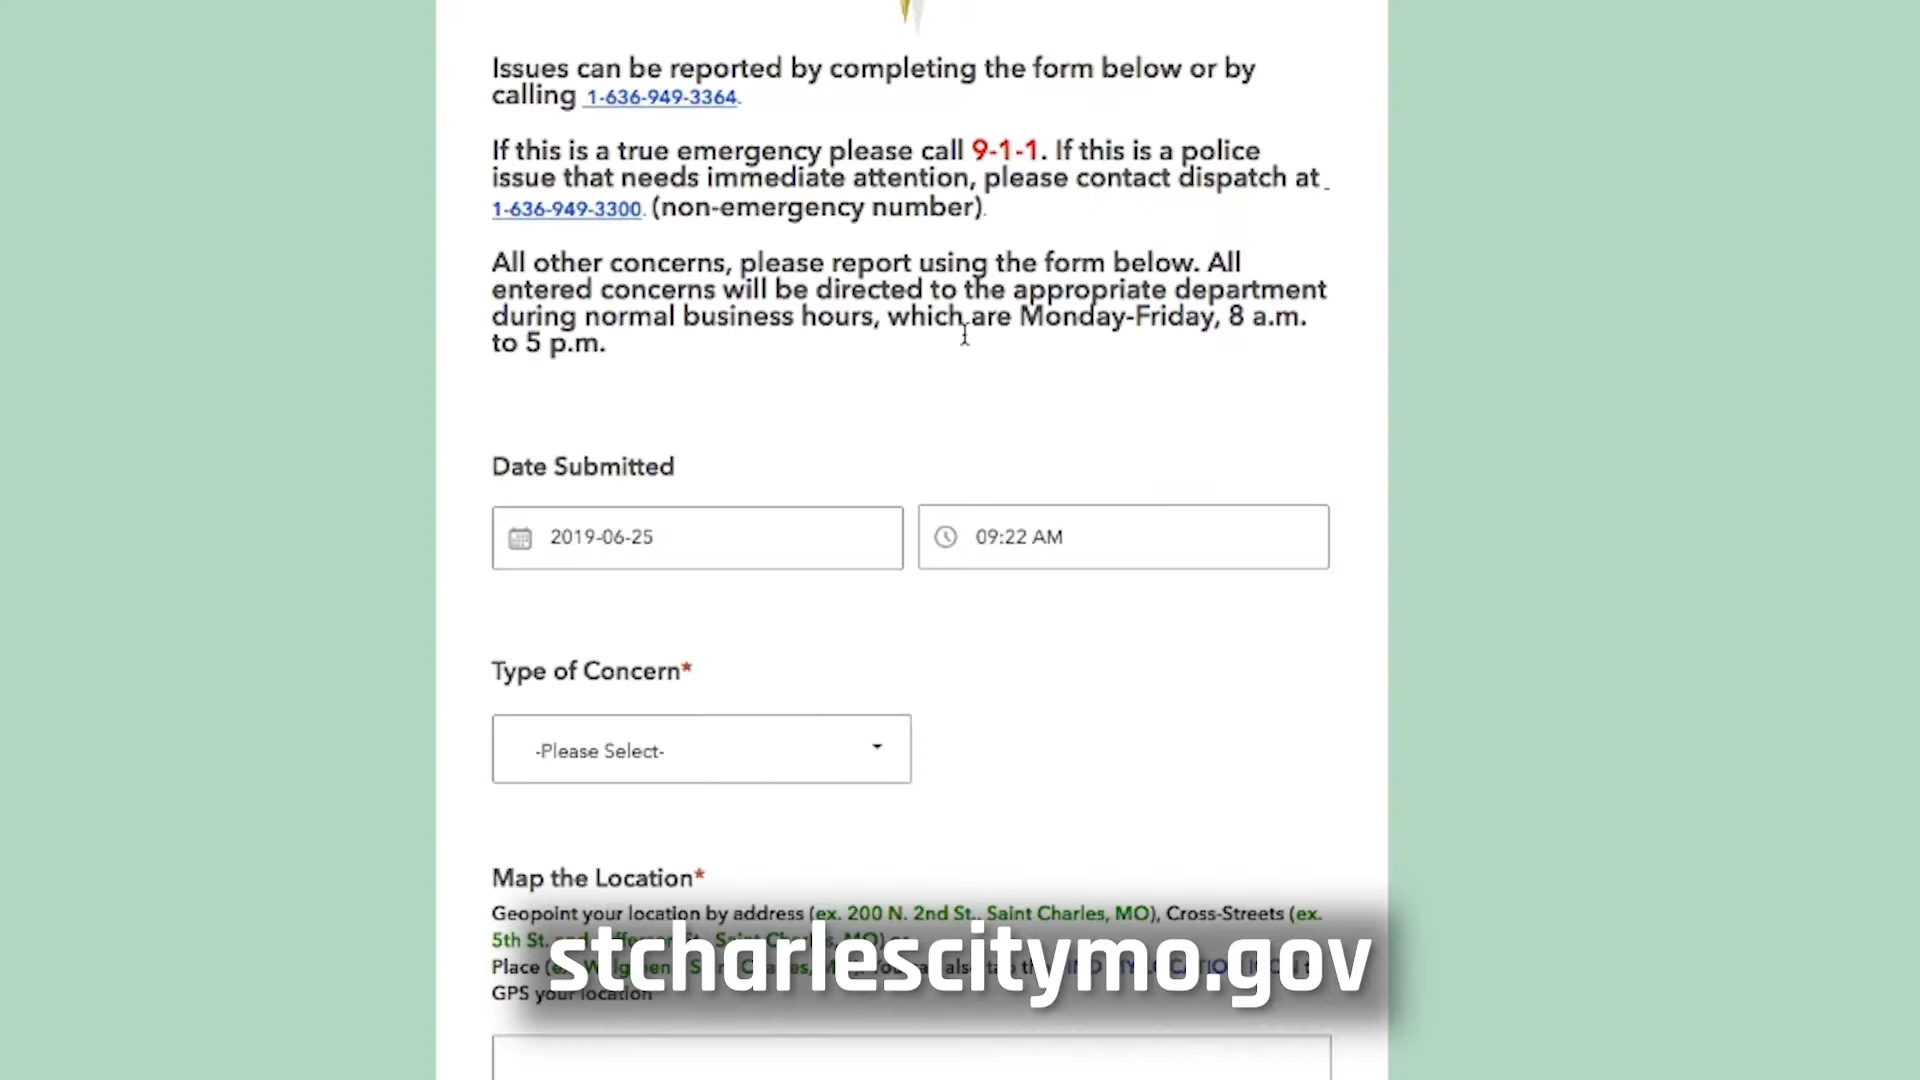 Issues can be reported by completing the form below or by
calling 1-636-949-3364.
If this is a true emergency please call 9-1-1. If this is a police
issue that needs immediate attention, please contact dispatch at
1-636-949-3300. (non-emergency number).
All other concerns, please report using the form below. All
entered concerns will be directed to the appropriate department
during normal business hours, which are Monday-Friday, 8 a.m.
to 5 p.m.
Date Submitted
2019-06-25
09:22 AM
Type of Concern*
-Please Select-
Map the Location*
Geopoint your location by address (ex. 200 N. 2nd St., Saint Charles, MO), Cross-Streets (ex.
5th St.
Place
GPS your location
stcharlescitymo.gov